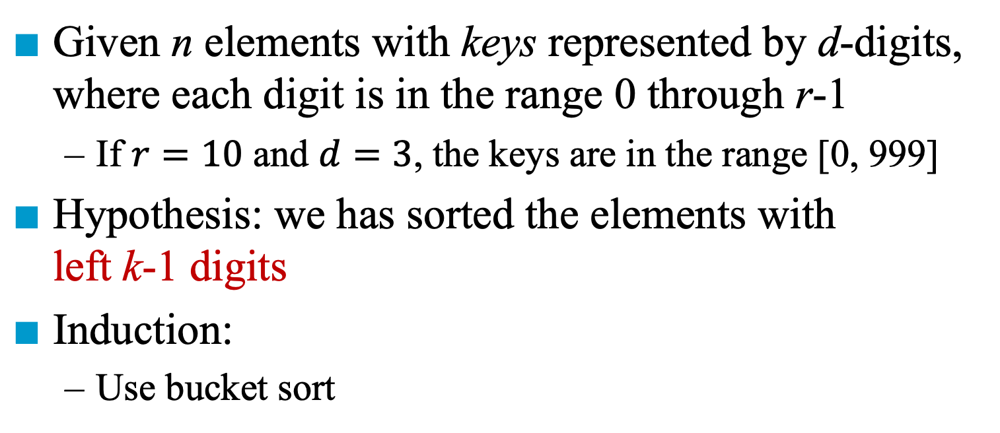 Given n elements with keys represented by d-digits,
where each digit is in the range 0 through r-1
– If r = 10 and d = 3, the keys are in the range [0, 999]
Hypothesis: we has sorted the elements with
left k-1 digits
Induction:
– Use bucket sort